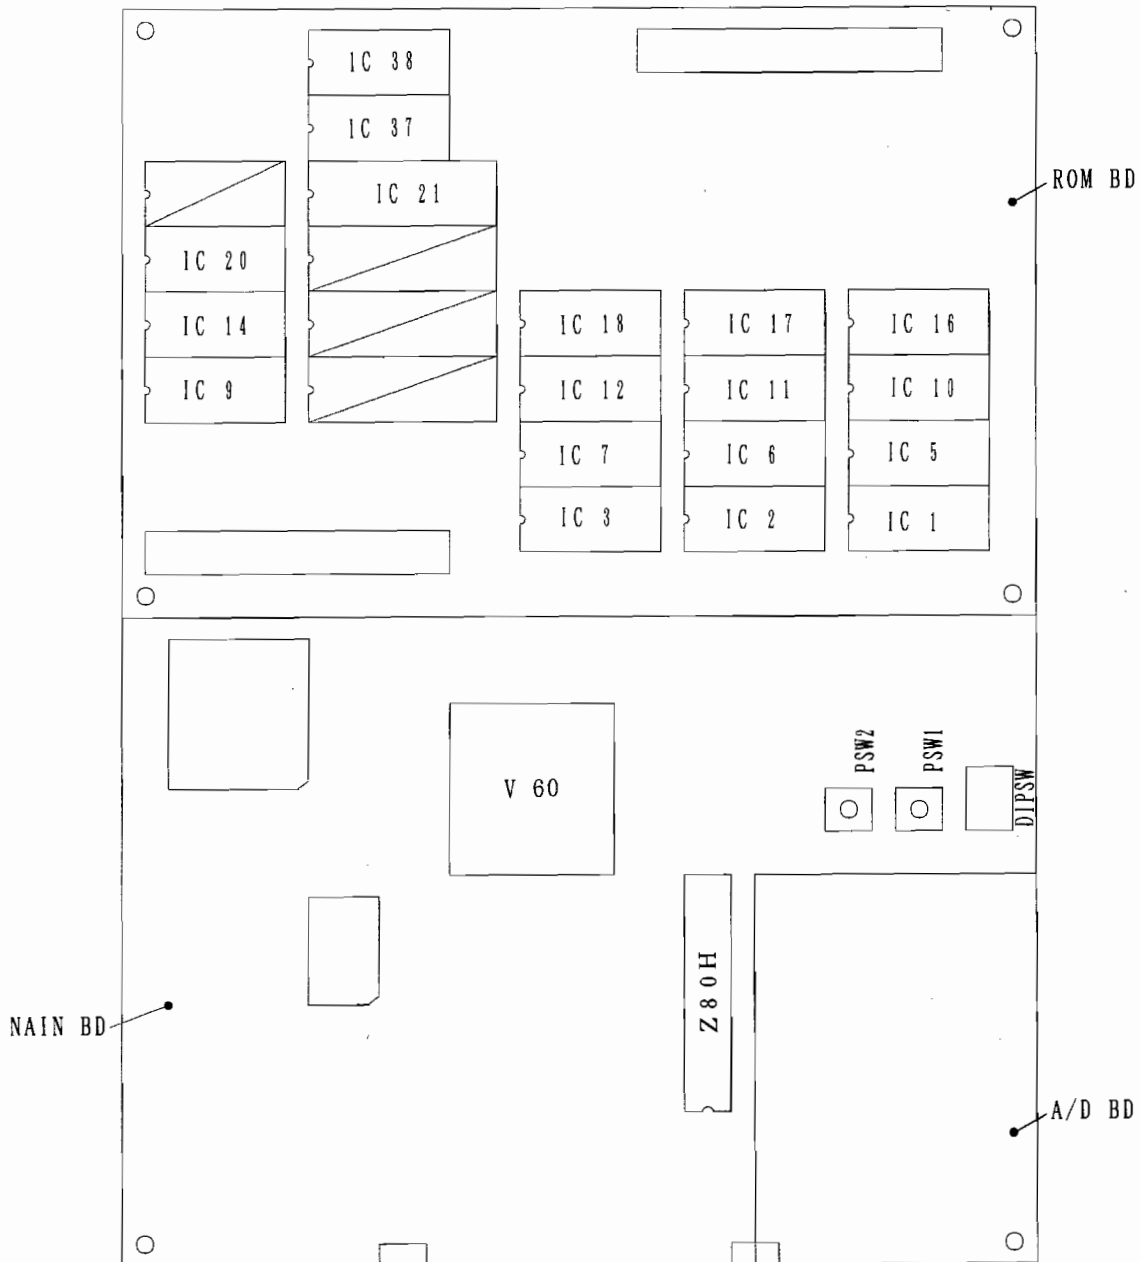 IC 38
IC 37
IC 21
ROM BD
IC 20
IC 14
IC 18
IC 17
IC 16
IC 9
IC 12
IC 11
IC 10
IC 7
IC 6
IC 5
IC 3
IC 2
IC 1
PSW2
PSW1
DIPSW
V 60
Z80H
NAIN BD
A/D BD